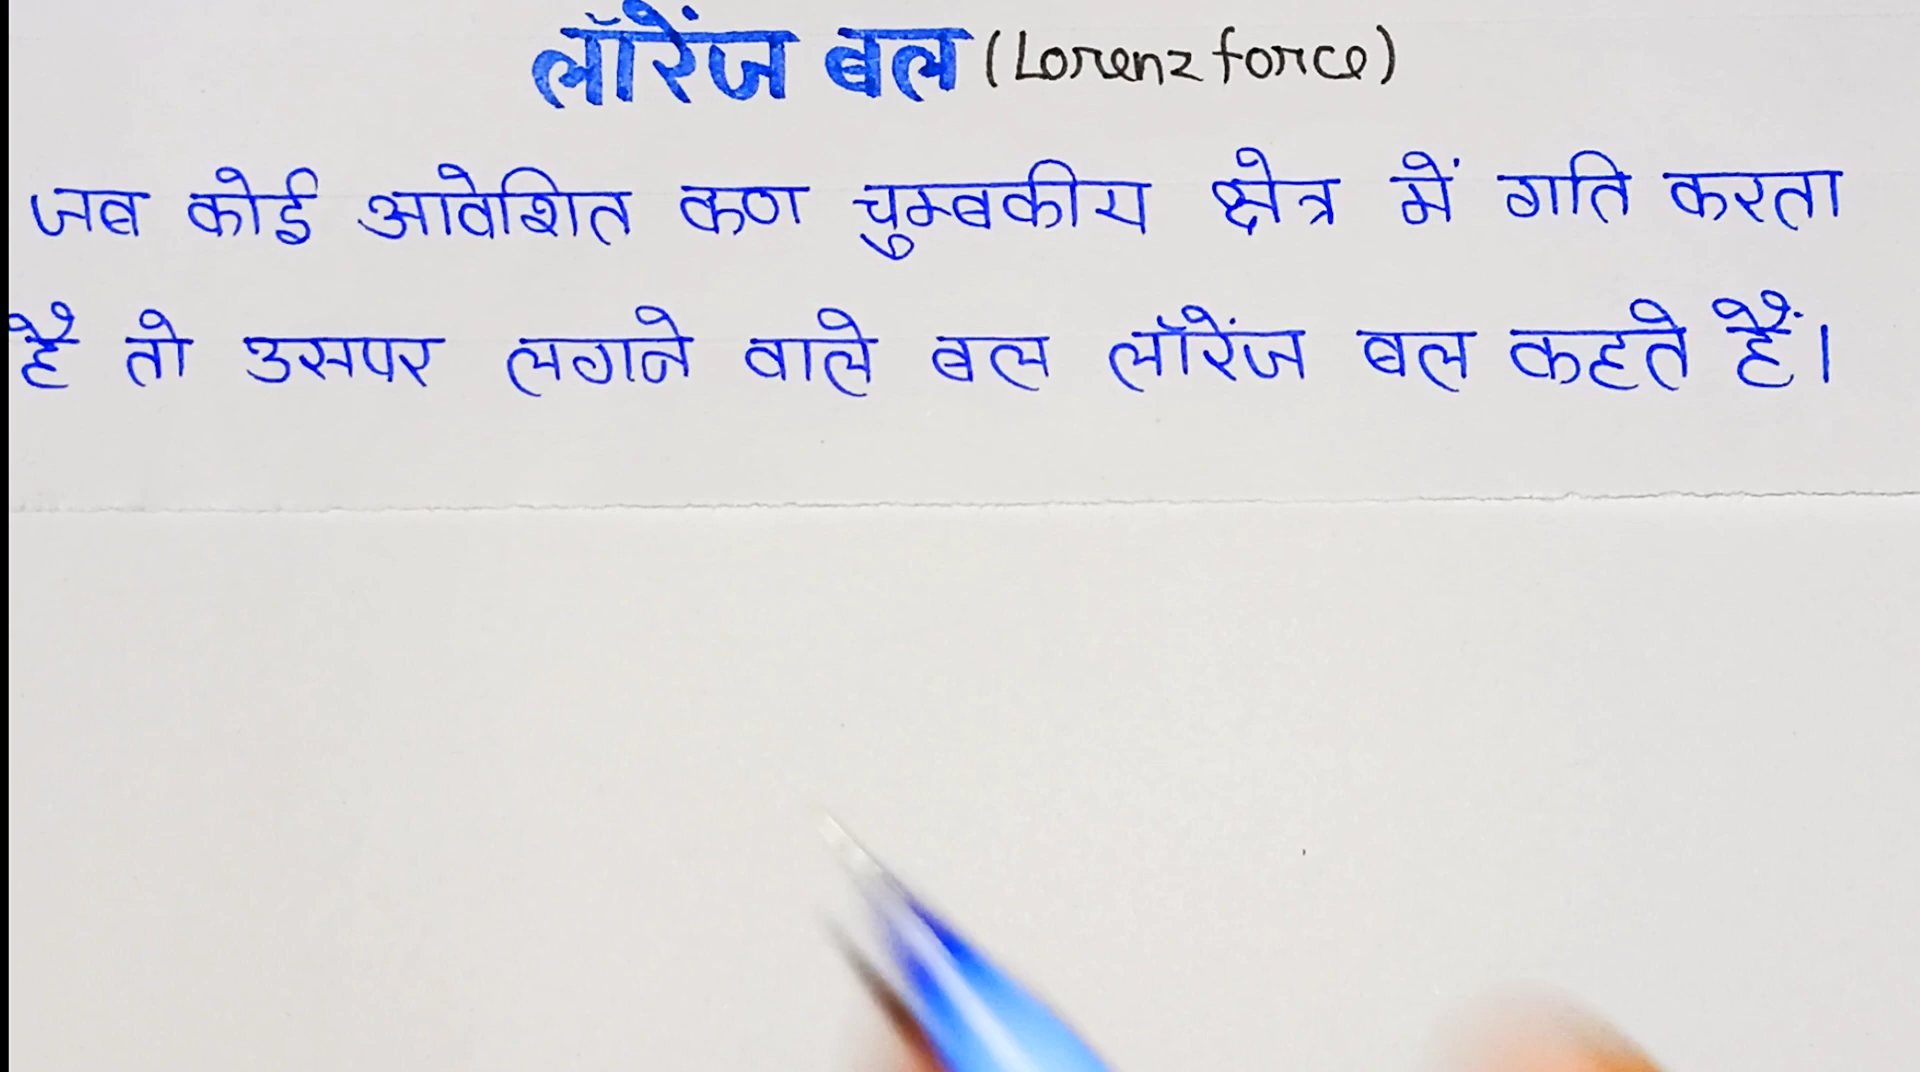 लॉरेंज बल (Lorenz force)
जब कोई आवेशित कण चुम्बकीय क्षेत्र में गति करता
है तो उसपर लगने वाले बल लॉरेंज बल कहते हैं।